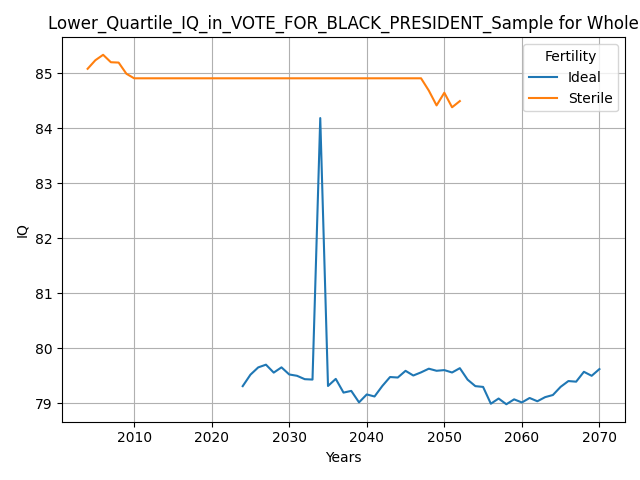 Lower_Quartile_IQ_in_VOTE_FOR_BLACK_PRESIDENT_Sample for Whole
Fertility
Ideal
Sterile
85
84
83
82
81
80
79
IQ
2010 2020 2030 2040 2050 2060 2070
Years